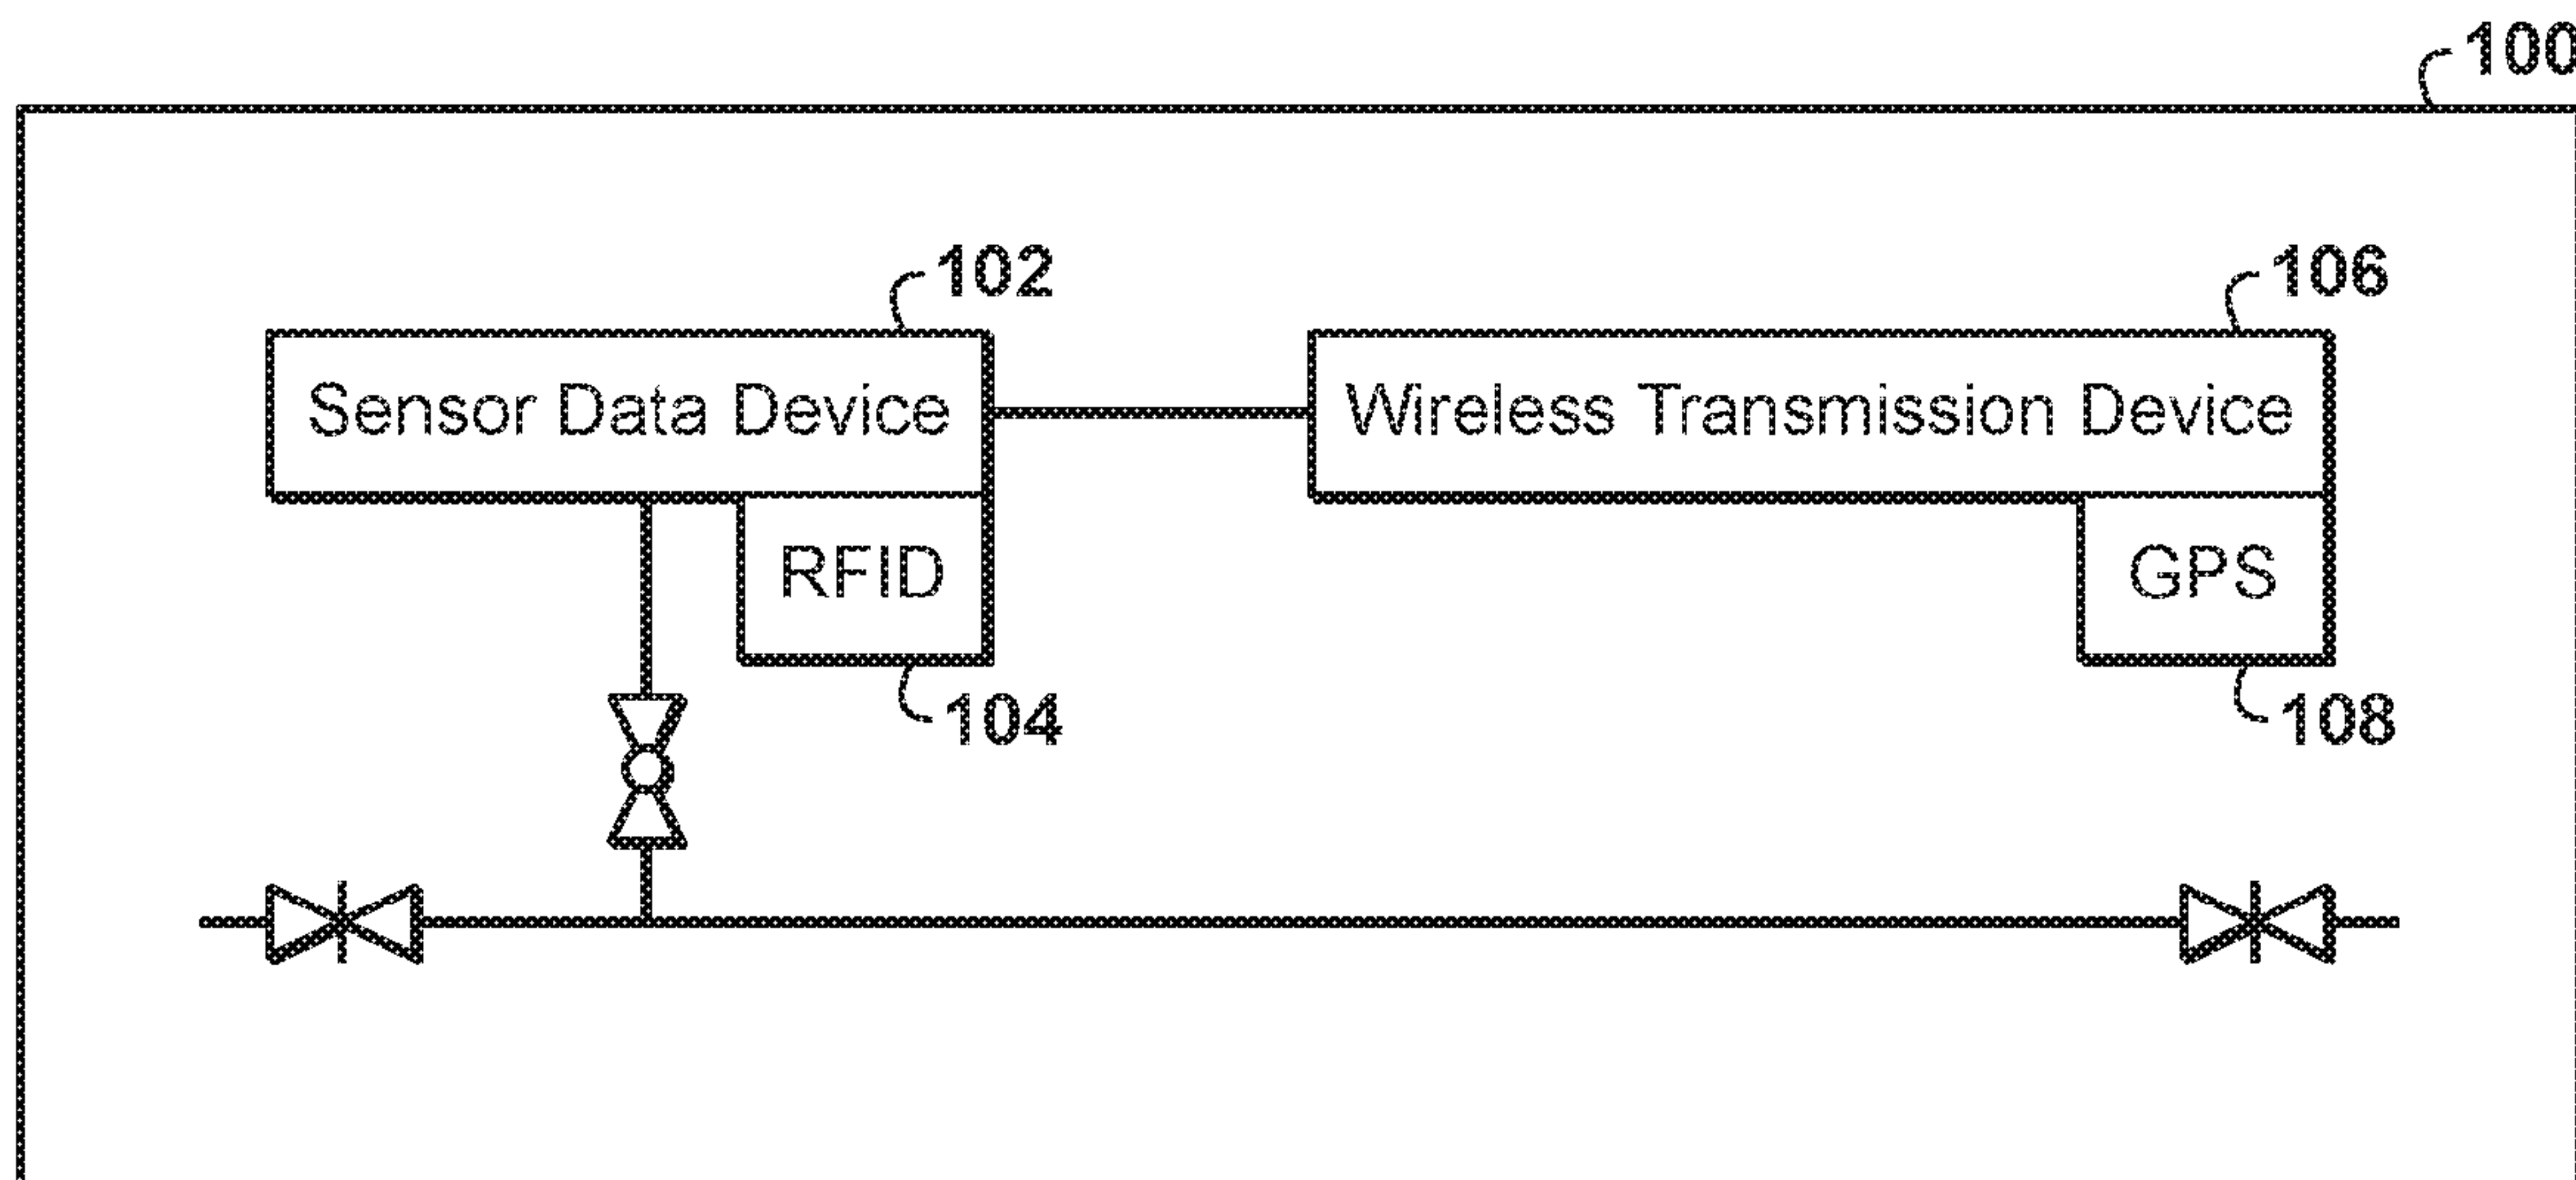 100
102
106
Sensor Data Device
Wireless Transmission Device
RFID
GPS
104
108